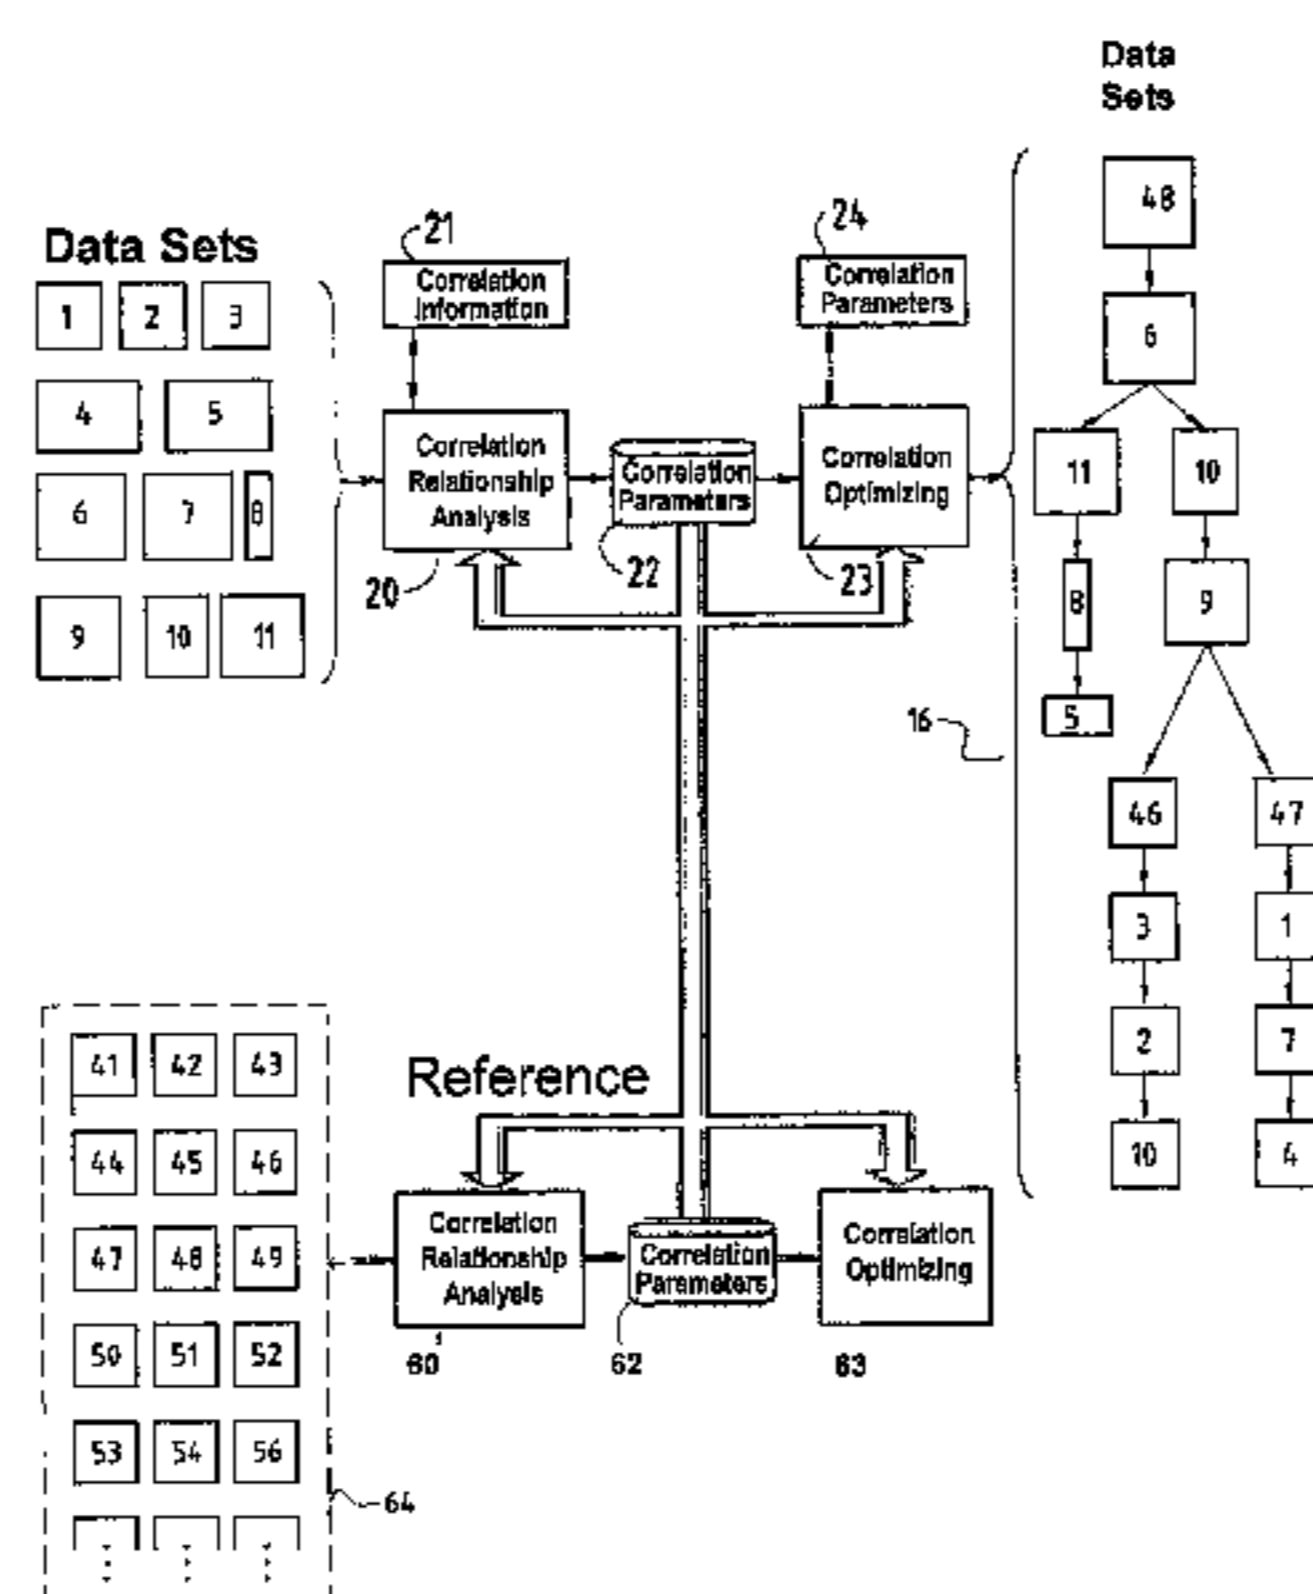 Data
Sets
48
6
11
10
8
9
5
46
47
3
1
2
7
10
4
16
Data Sets
1 2 3
4 5
6 7 8
9 10 11
21
Correlation
Information
24
Correlation
Parameters
Correlation
Relationship
Analysis
20
Correlation
Parameters
22
Correlation
Optimizing
23
Reference
41 42 43
44 45 46
47 48 49
50 51 52
53 54 56
64
Correlation
Relationship
Analysis
60
Correlation
Parameters
62
Correlation
Optimizing
63